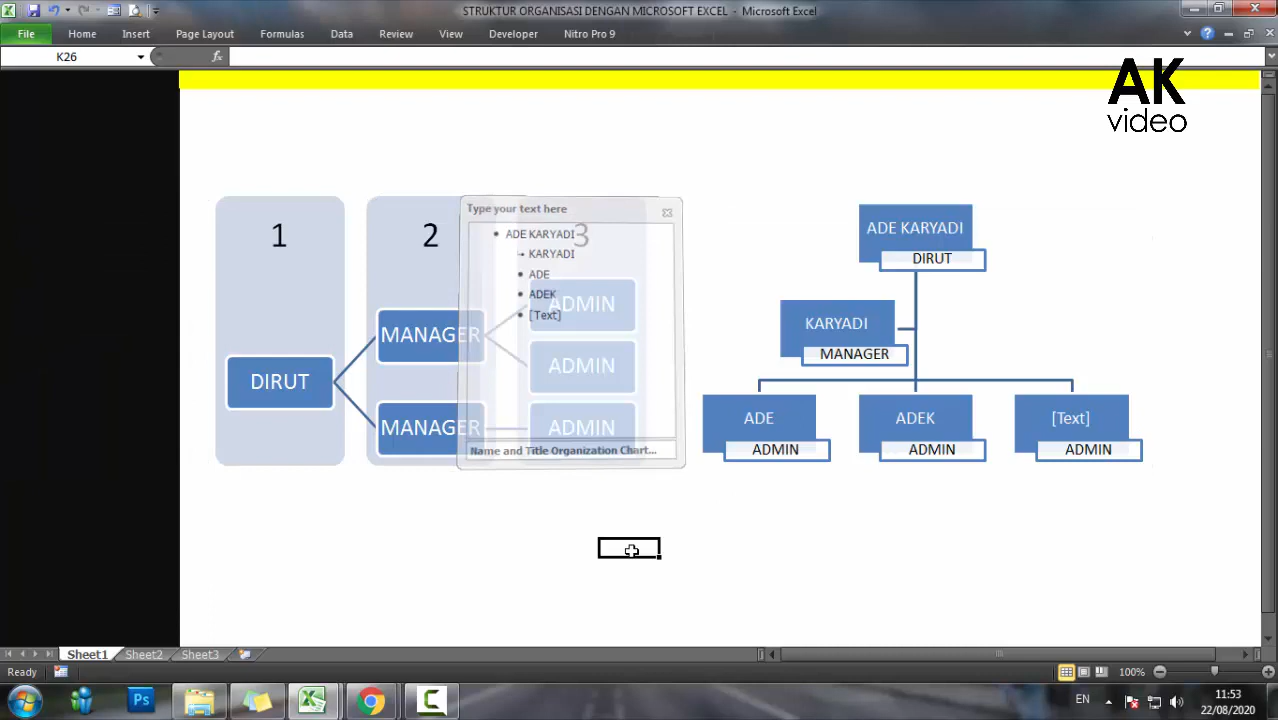 STRUKTUR ORGANISASI DENGAN MICROSOFT EXCEL - Microsoft Excel
File Home Insert Page Layout Formulas Data Review View Developer Nitro Pro 9
K26 fx
AK
video
1 2 3
DIRUT
MANAGER
MANAGER
ADMIN
ADMIN
ADMIN
Type your text here
ADE KARYADI
KARYADI
ADE
ADEK
[Text]
Name and Title Organization Chart...
ADE KARYADI
DIRUT
KARYADI
MANAGER
ADE ADEK [Text]
ADMIN ADMIN ADMIN
Sheet1 Sheet2 Sheet3
Ready 100%
Ps EN 11:53
22/08/2020